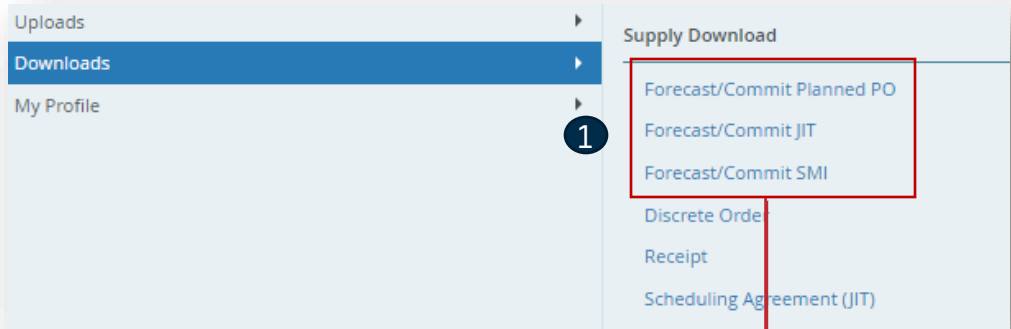 Uploads
Downloads
My Profile
1
Supply Download
Forecast/Commit Planned PO
Forecast/Commit JIT
Forecast/Commit SMI
Discrete Order
Receipt
Scheduling Agreement (JIT)